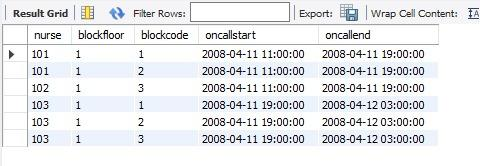 Result Grid Filter Rows: Export: Wrap Cell Content:
nurse blockfloor blockcode oncallstart oncallend
101 1 1 2008-04-11 11:00:00 2008-04-11 19:00:00
101 1 2 2008-04-11 11:00:00 2008-04-11 19:00:00
102 1 3 2008-04-11 11:00:00 2008-04-11 19:00:00
103 1 1 2008-04-11 19:00:00 2008-04-12 03:00:00
103 1 2 2008-04-11 19:00:00 2008-04-12 03:00:00
103 1 3 2008-04-11 19:00:00 2008-04-12 03:00:00